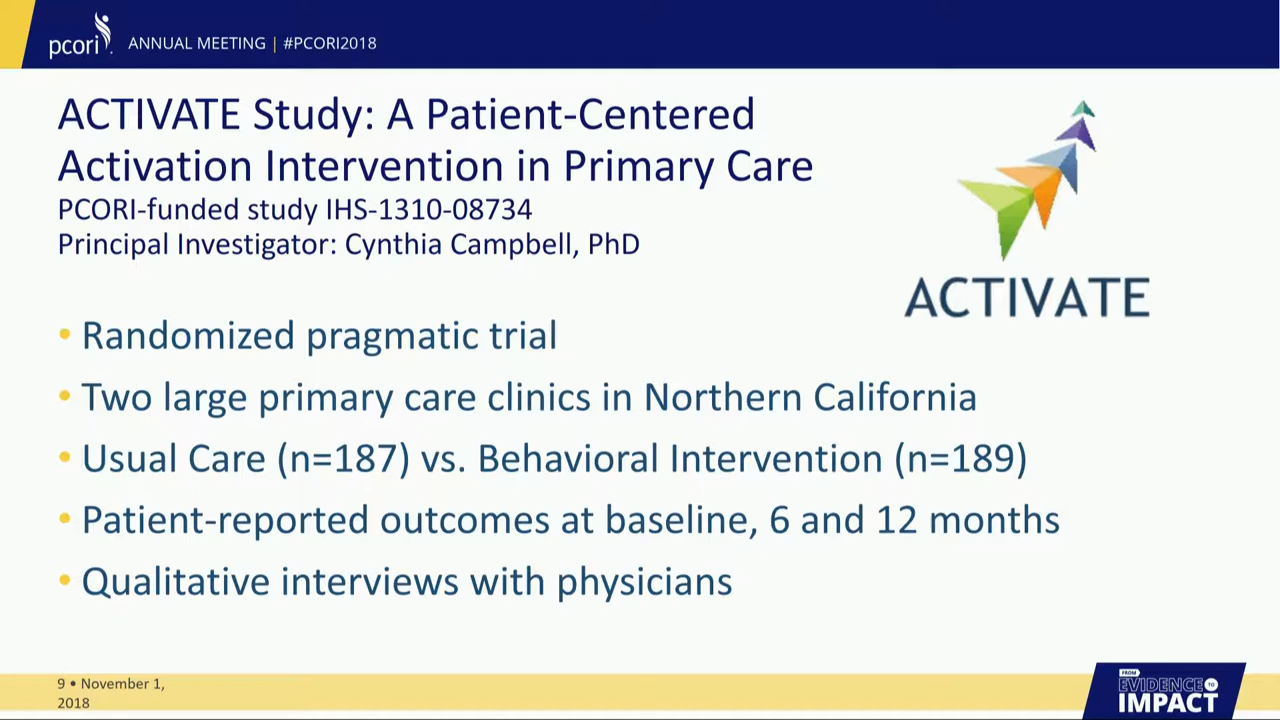 pcori
ANNUAL MEETING | #PCORI2018
ACTIVATE Study: A Patient-Centered
Activation Intervention in Primary Care
PCORI-funded study IHS-1310-08734
Principal Investigator: Cynthia Campbell, PhD
ACTIVATE
• Randomized pragmatic trial
• Two large primary care clinics in Northern California
• Usual Care (n=187) vs. Behavioral Intervention (n=189)
• Patient-reported outcomes at baseline, 6 and 12 months
• Qualitative interviews with physicians
9 • November 1,
2018
FROM
EVIDENCE TO
IMPACT